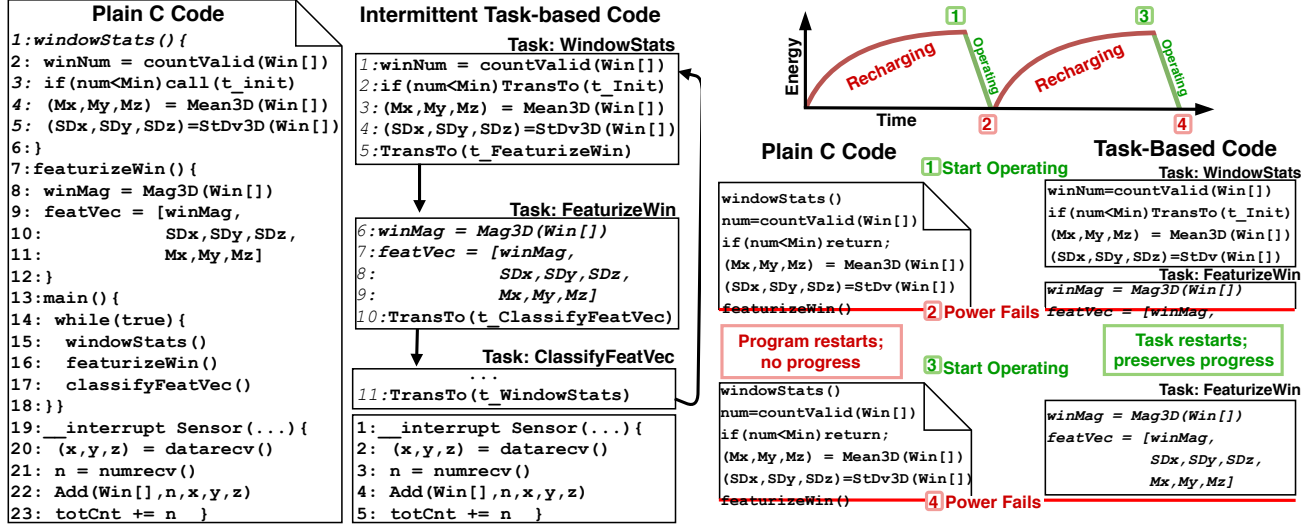 Plain C Code
1:windowStats(){
2: winNum = countValid(Win[])
3: if(num<Min)call(t_init)
4: (Mx,My,Mz) = Mean3D(Win[])
5: (SDx,SDy,SDz)=StDv3D(Win[])
6:}
7:featurizeWin(){
8: winMag = Mag3D(Win[])
9: featVec = [winMag,
10: SDx,SDy,SDz,
11: Mx,My,Mz]
12:}
13:main(){
14: while(true){
15: windowStats()
16: featurizeWin()
17: classifyFeatVec()
18:}}
19:__interrupt Sensor(...){
20: (x,y,z) = datarecv()
21: n = numrecv()
22: Add(Win[],n,x,y,z)
23: totCnt += n }
Intermittent Task-based Code
Task: WindowStats
1:winNum = countValid(Win[])
2:if(num<Min)TransTo(t_Init)
3:(Mx,My,Mz) = Mean3D(Win[])
4:(SDx,SDy,SDz)=StDv3D(Win[])
5:TransTo(t_FeaturizeWin)
Task: FeaturizeWin
6:winMag = Mag3D(Win[])
7:featVec = [winMag,
8: SDx,SDy,SDz,
9: Mx,My,Mz]
10:TransTo(t_ClassifyFeatVec)
Task: ClassifyFeatVec
...
11:TransTo(t_WindowStats)
1:__interrupt Sensor(...){
2: (x,y,z) = datarecv()
3: n = numrecv()
4: Add(Win[],n,x,y,z)
5: totCnt += n }
Energy
1
3
Recharging
Operating
Recharging
Operating
Time
2
4
Plain C Code
Task-Based Code
1 Start Operating
Task: WindowStats
windowStats()
num=countValid(Win[])
if(num<Min)return;
(Mx,My,Mz) = Mean3D(Win[])
(SDx,SDy,SDz)=StDv(Win[])
featurizeWin()
winNum=countValid(Win[])
if(num<Min)TransTo(t_Init)
(Mx,My,Mz) = Mean3D(Win[])
(SDx,SDy,SDz)=StDv(Win[])
Task: FeaturizeWin
winMag = Mag3D(Win[])
featVec = [winMag,
2 Power Fails
Program restarts;
no progress
Task restarts;
preserves progress
3 Start Operating
windowStats()
num=countValid(Win[])
if(num<Min)return;
(Mx,My,Mz) = Mean3D(Win[])
(SDx,SDy,SDz)=StDv3D(Win[])
featurizeWin()
Task: FeaturizeWin
winMag = Mag3D(Win[])
featVec = [winMag,
SDx,SDy,SDz,
Mx,My,Mz]
4 Power Fails